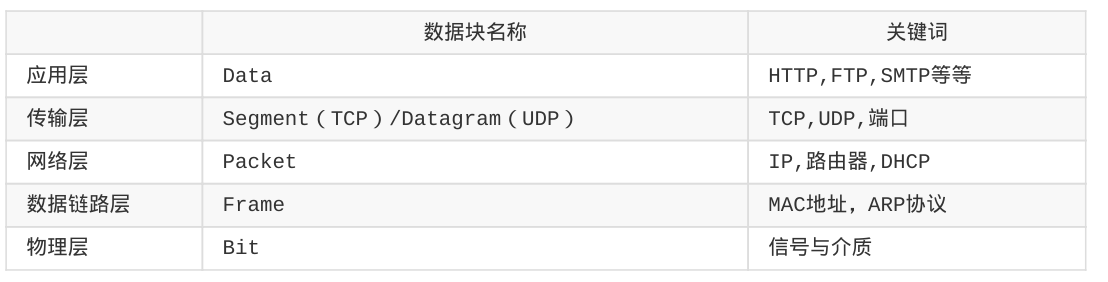 数据块名称 关键词
应用层 Data HTTP,FTP,SMTP等等
传输层 Segment（TCP）/Datagram（UDP） TCP,UDP,端口
网络层 Packet IP,路由器,DHCP
数据链路层 Frame MAC地址，ARP协议
物理层 Bit 信号与介质